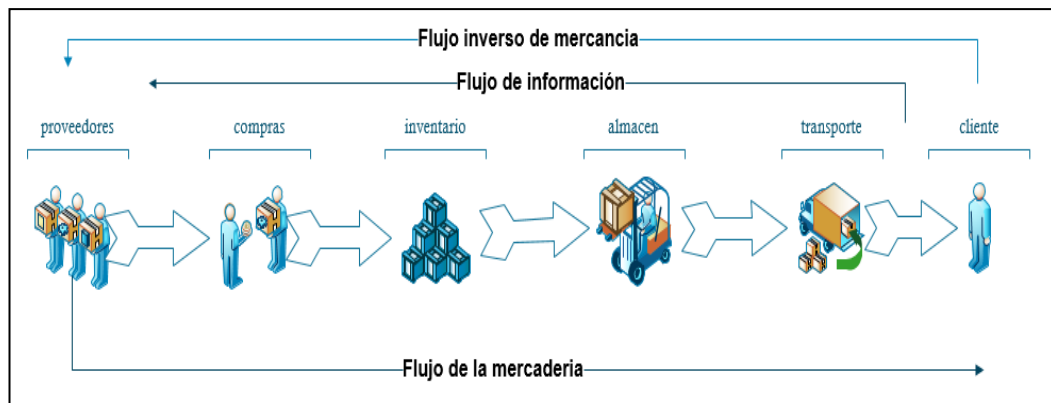 Flujo inverso de mercancia
Flujo de información
proveedores compras inventario almacen transporte cliente
Flujo de la mercaderia